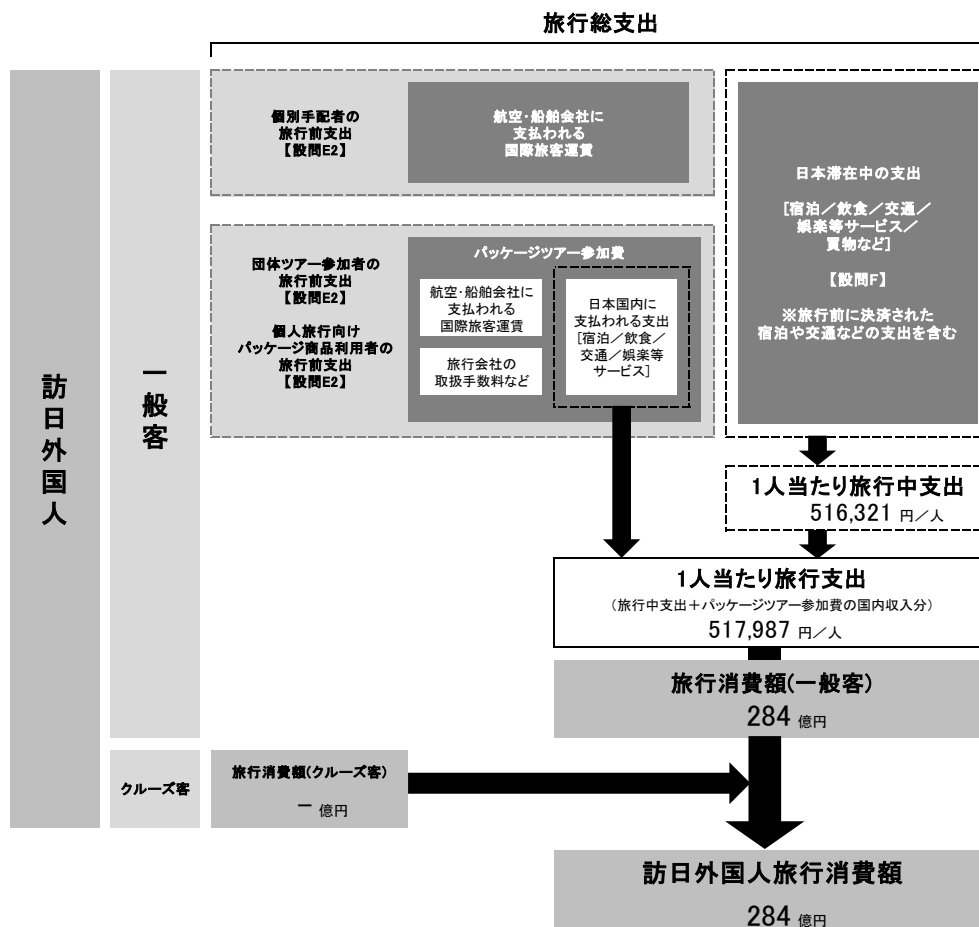 旅行総支出
訪日外国人
一般客
個別手配者の
旅行前支出
【設問E2】
航空・船舶会社に
支払われる
国際旅客運賃
団体ツアー参加者の
旅行前支出
【設問E2】
個人旅行向け
パッケージ商品利用者の
旅行前支出
【設問E2】
パッケージツアー参加費
航空・船舶会社に
支払われる
国際旅客運賃
旅行会社の
取扱手数料など
日本国内に
支払われる支出
[宿泊／飲食／
交通／娯楽等
サービス]
日本滞在中の支出
[宿泊／飲食／交通／
娯楽等サービス／
買物など]
【設問F】
※旅行前に決済された
宿泊や交通などの支出を含む
1人当たり旅行中支出
516,321 円／人
1人当たり旅行支出
（旅行中支出＋パッケージツアー参加費の国内収入分）
517,987 円／人
旅行消費額(一般客)
284 億円
クルーズ客
旅行消費額(クルーズ客)
－ 億円
訪日外国人旅行消費額
284 億円